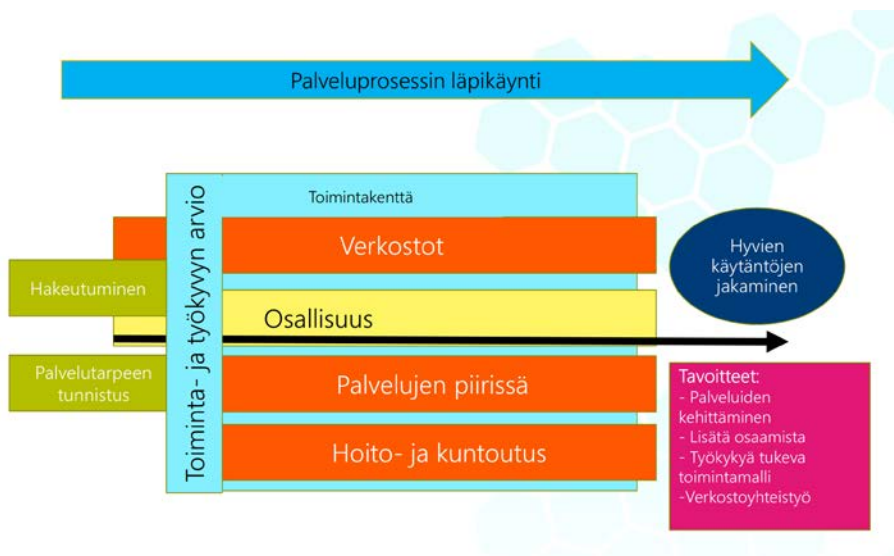 Palveluprosessin läpikäynti
Toiminta- ja työkyvyn arvio
Toimintakenttä
Verkostot
Hakeutuminen
Osallisuus
Palvelutarpeen
tunnistus
Palvelujen piirissä
Hoito- ja kuntoutus
Hyvien
käytäntöjen
jakaminen
Tavoitteet:
- Palveluiden
kehittäminen
- Lisätä osaamista
- Työkykyä tukeva
toimintamalli
-Verkostoyhteistyö